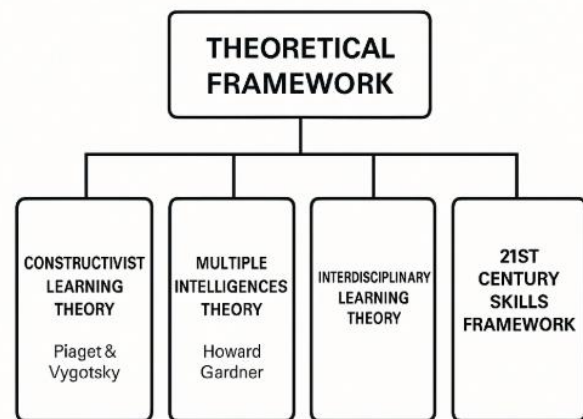 THEORETICAL
FRAMEWORK
CONSTRUCTIVIST
LEARNING
THEORY
Piaget &
Vygotsky
MULTIPLE
INTELLIGENCES
THEORY
Howard
Gardner
INTERDISCIPLINARY
LEARNING
THEORY
21ST
CENTURY
SKILLS
FRAMEWORK